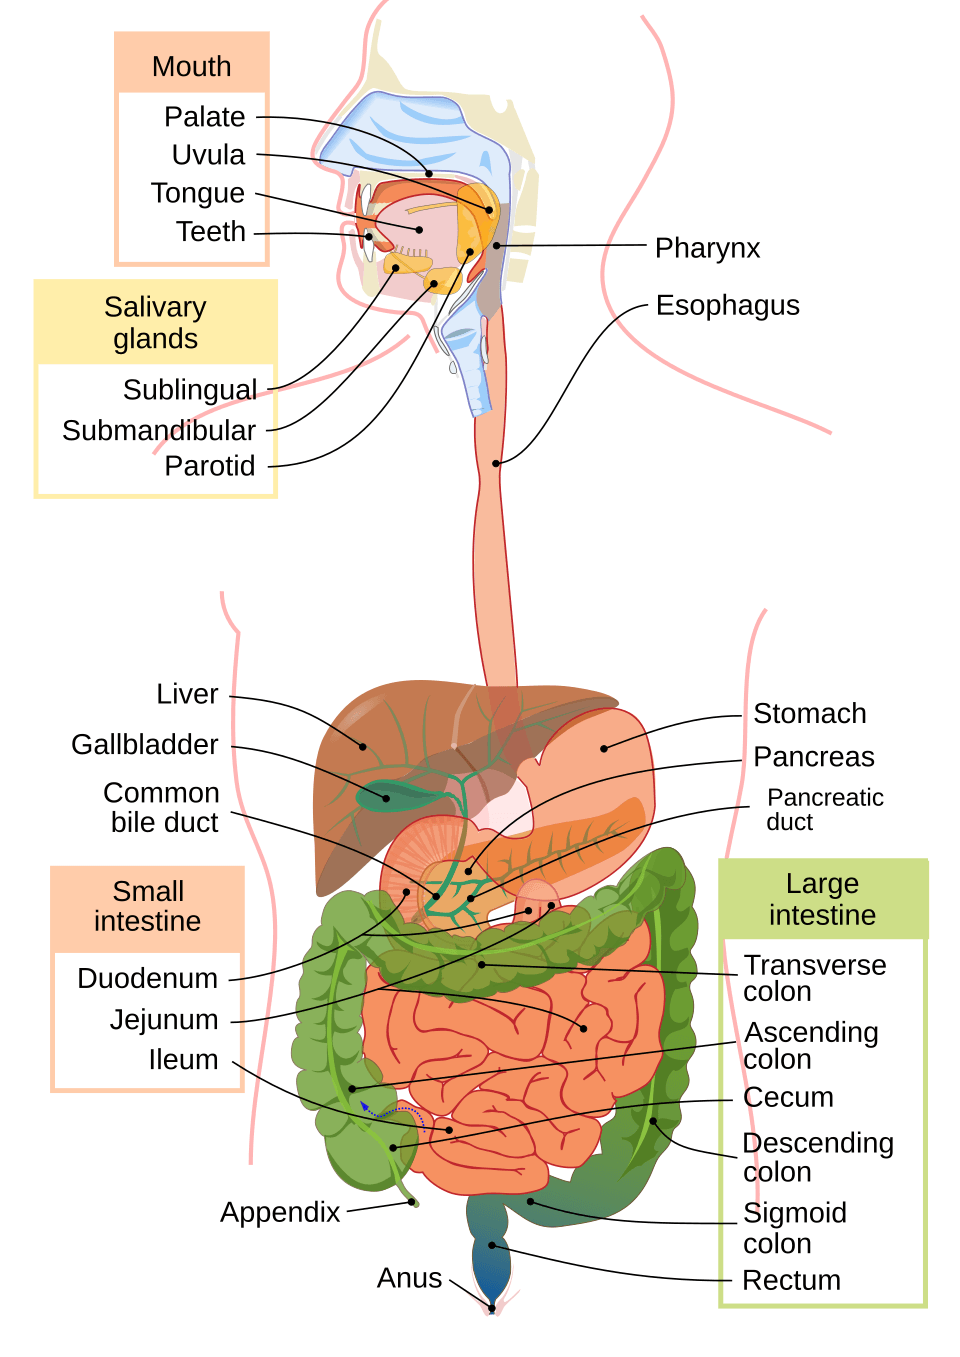 Mouth
Palate
Uvula
Tongue
Teeth
Salivary
glands
Sublingual
Submandibular
Parotid
Pharynx
Esophagus
Liver
Gallbladder
Common
bile duct
Stomach
Pancreas
Pancreatic
duct
Small
intestine
Duodenum
Jejunum
Ileum
Large
intestine
Transverse
colon
Ascending
colon
Cecum
Descending
colon
Sigmoid
colon
Rectum
Appendix
Anus